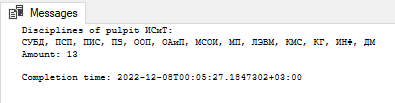 Messages
Disciplines of pulpit ИСиТ:
СУБД, ПСП, ПИС, ПЗ, ООП, ОАиП, МСОИ, МП, ЛЭВМ, КМС, КГ, ИНФ, ДМ
Amount: 13
Completion time: 2022-12-08T00:05:27.1847302+03:00